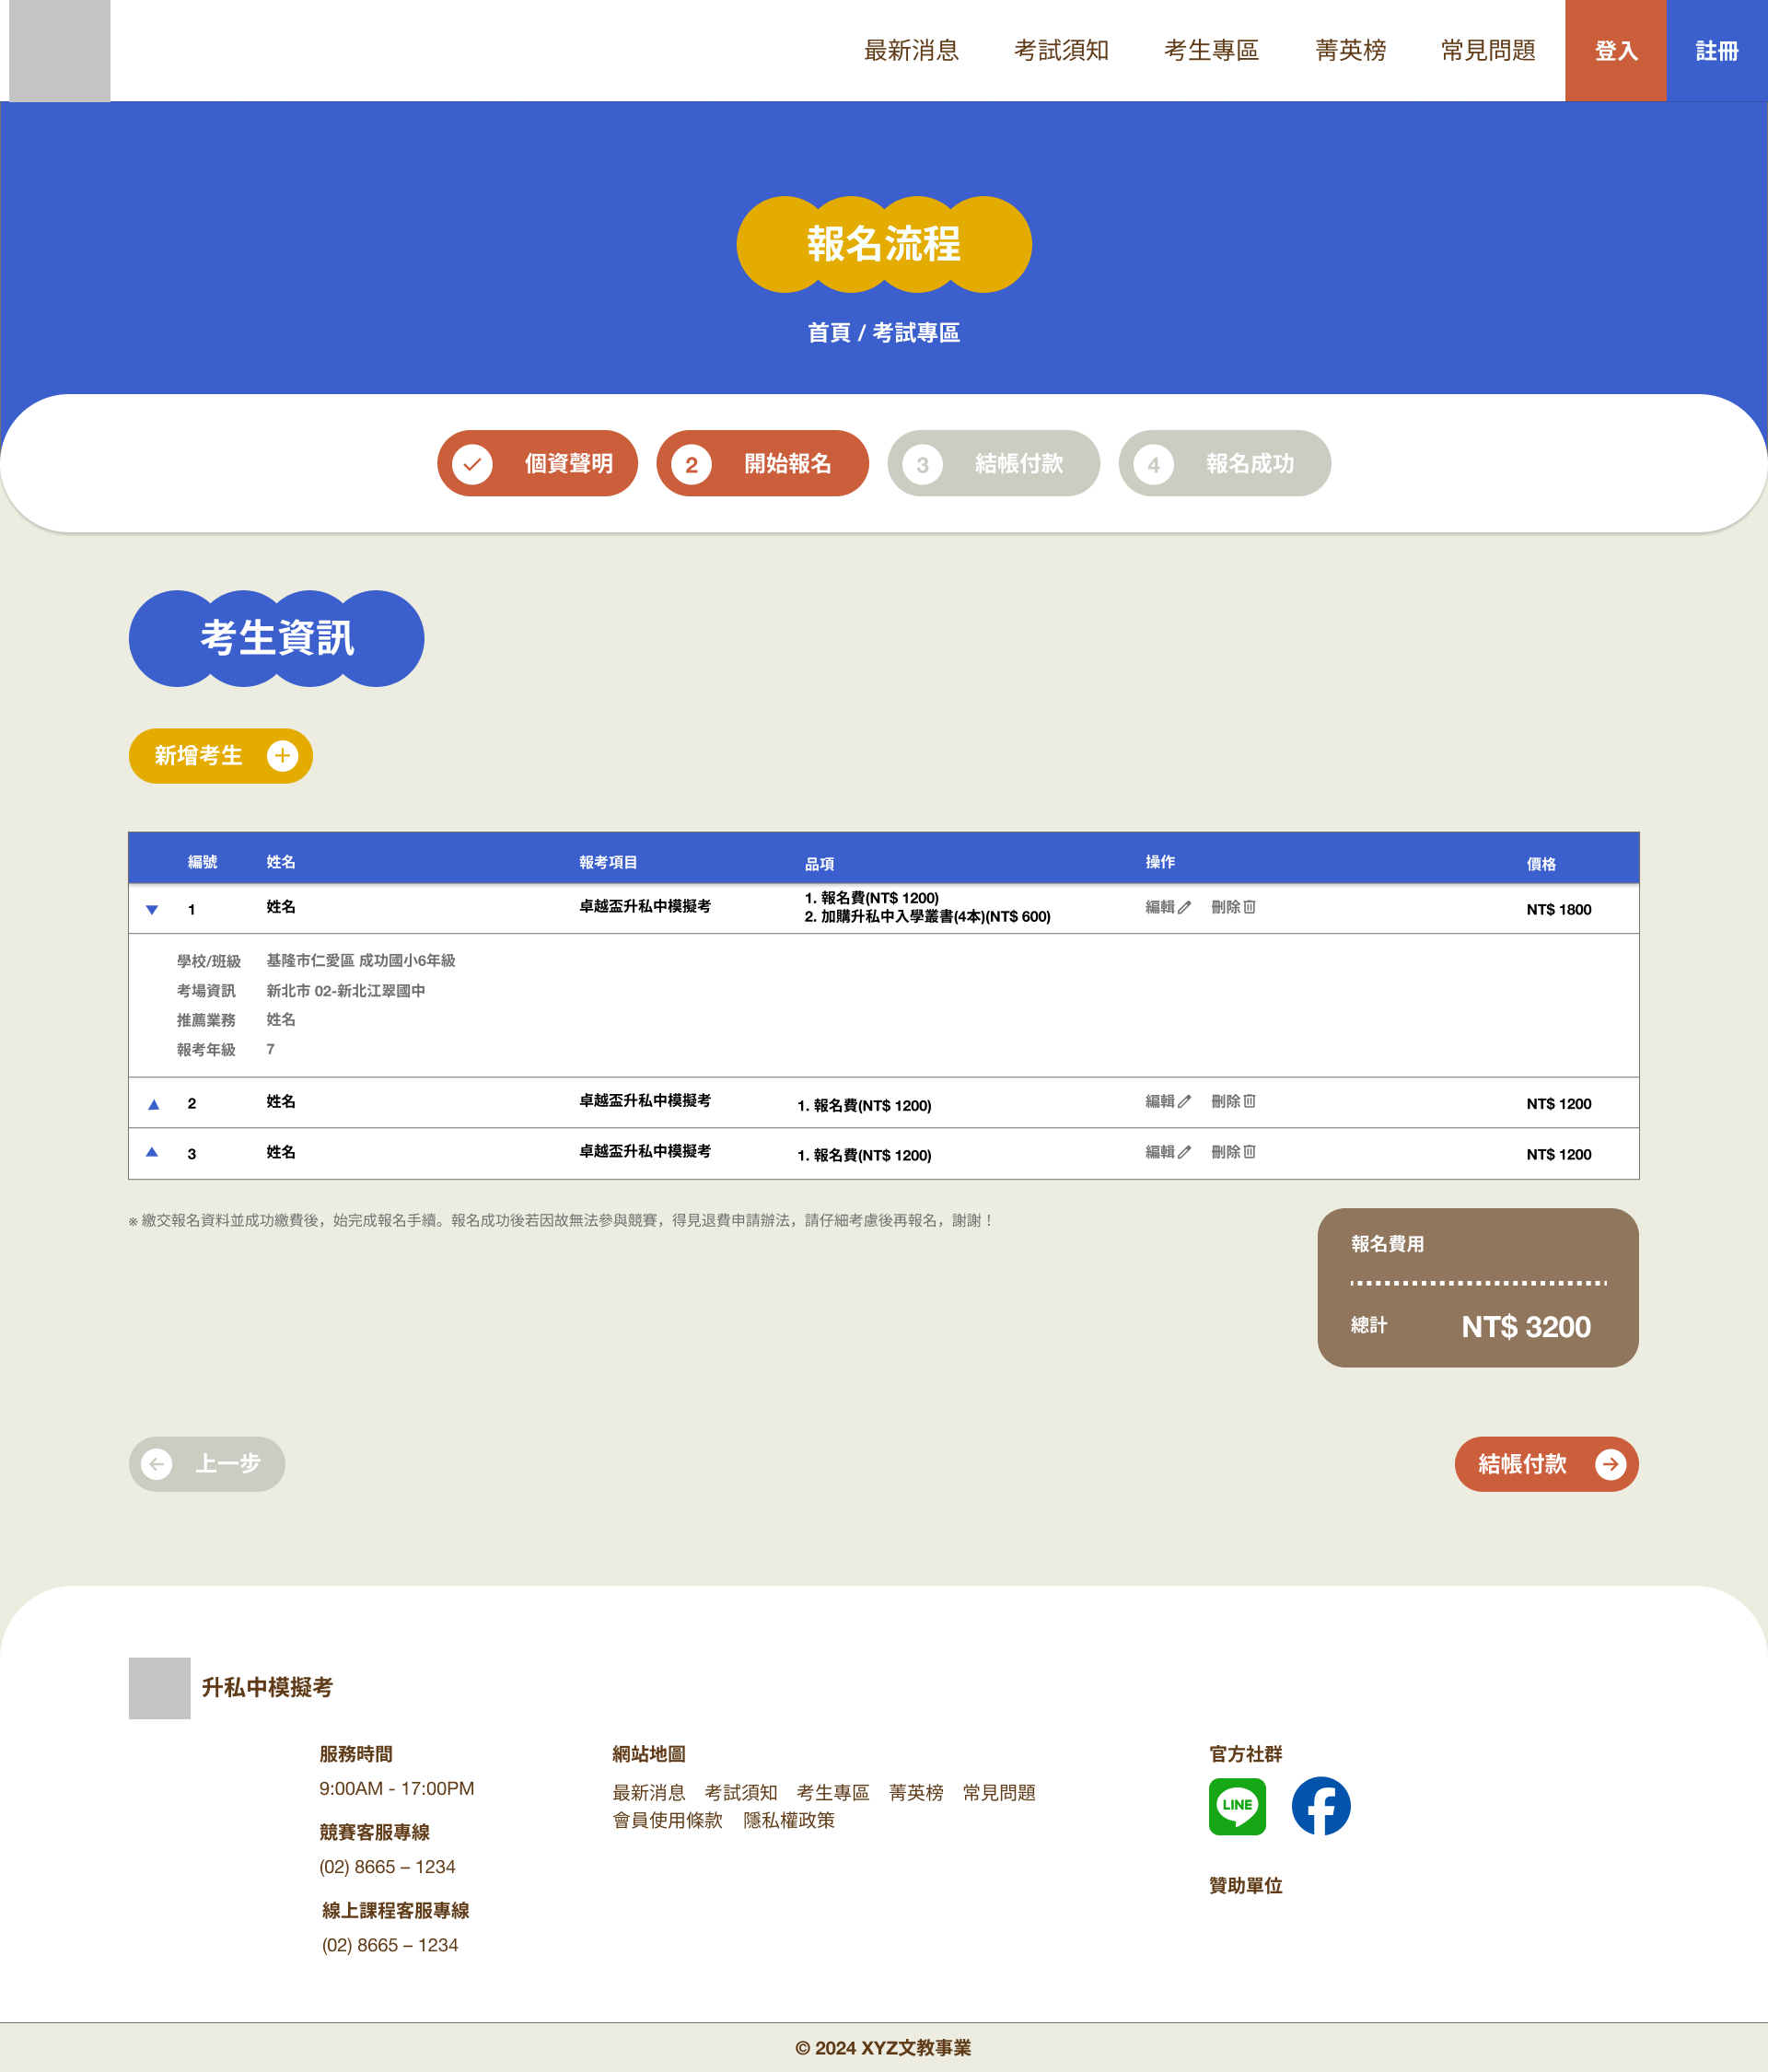 最新消息 考試須知 考生專區 菁英榜 常見問題 登入 註冊
報名流程
首頁 / 考試專區
個資聲明 2 開始報名 3 結帳付款 4 報名成功
考生資訊
新增考生
編號 姓名 報考項目 品項 操作 價格
1 姓名 卓越盃升私中模擬考 1. 報名費(NT$ 1200) 編輯 刪除 NT$ 1800
2. 加購升私中入學叢書(4本)(NT$ 600)
學校/班級 基隆市仁愛區 成功國小6年級
考場資訊 新北市 02-新北江翠國中
推薦業務 姓名
報考年級 7
2 姓名 卓越盃升私中模擬考 1. 報名費(NT$ 1200) 編輯 刪除 NT$ 1200
3 姓名 卓越盃升私中模擬考 1. 報名費(NT$ 1200) 編輯 刪除 NT$ 1200
※ 繳交報名資料並成功繳費後，始完成報名手續。報名成功後若因故無法參與競賽，得見退費申請辦法，請仔細考慮後再報名，謝謝！
報名費用
總計 NT$ 3200
上一步 結帳付款
升私中模擬考
服務時間
9:00AM - 17:00PM
競賽客服專線
(02) 8665 – 1234
線上課程客服專線
(02) 8665 – 1234
網站地圖
最新消息 考試須知 考生專區 菁英榜 常見問題
會員使用條款 隱私權政策
官方社群
LINE
贊助單位
© 2024 XYZ文教事業